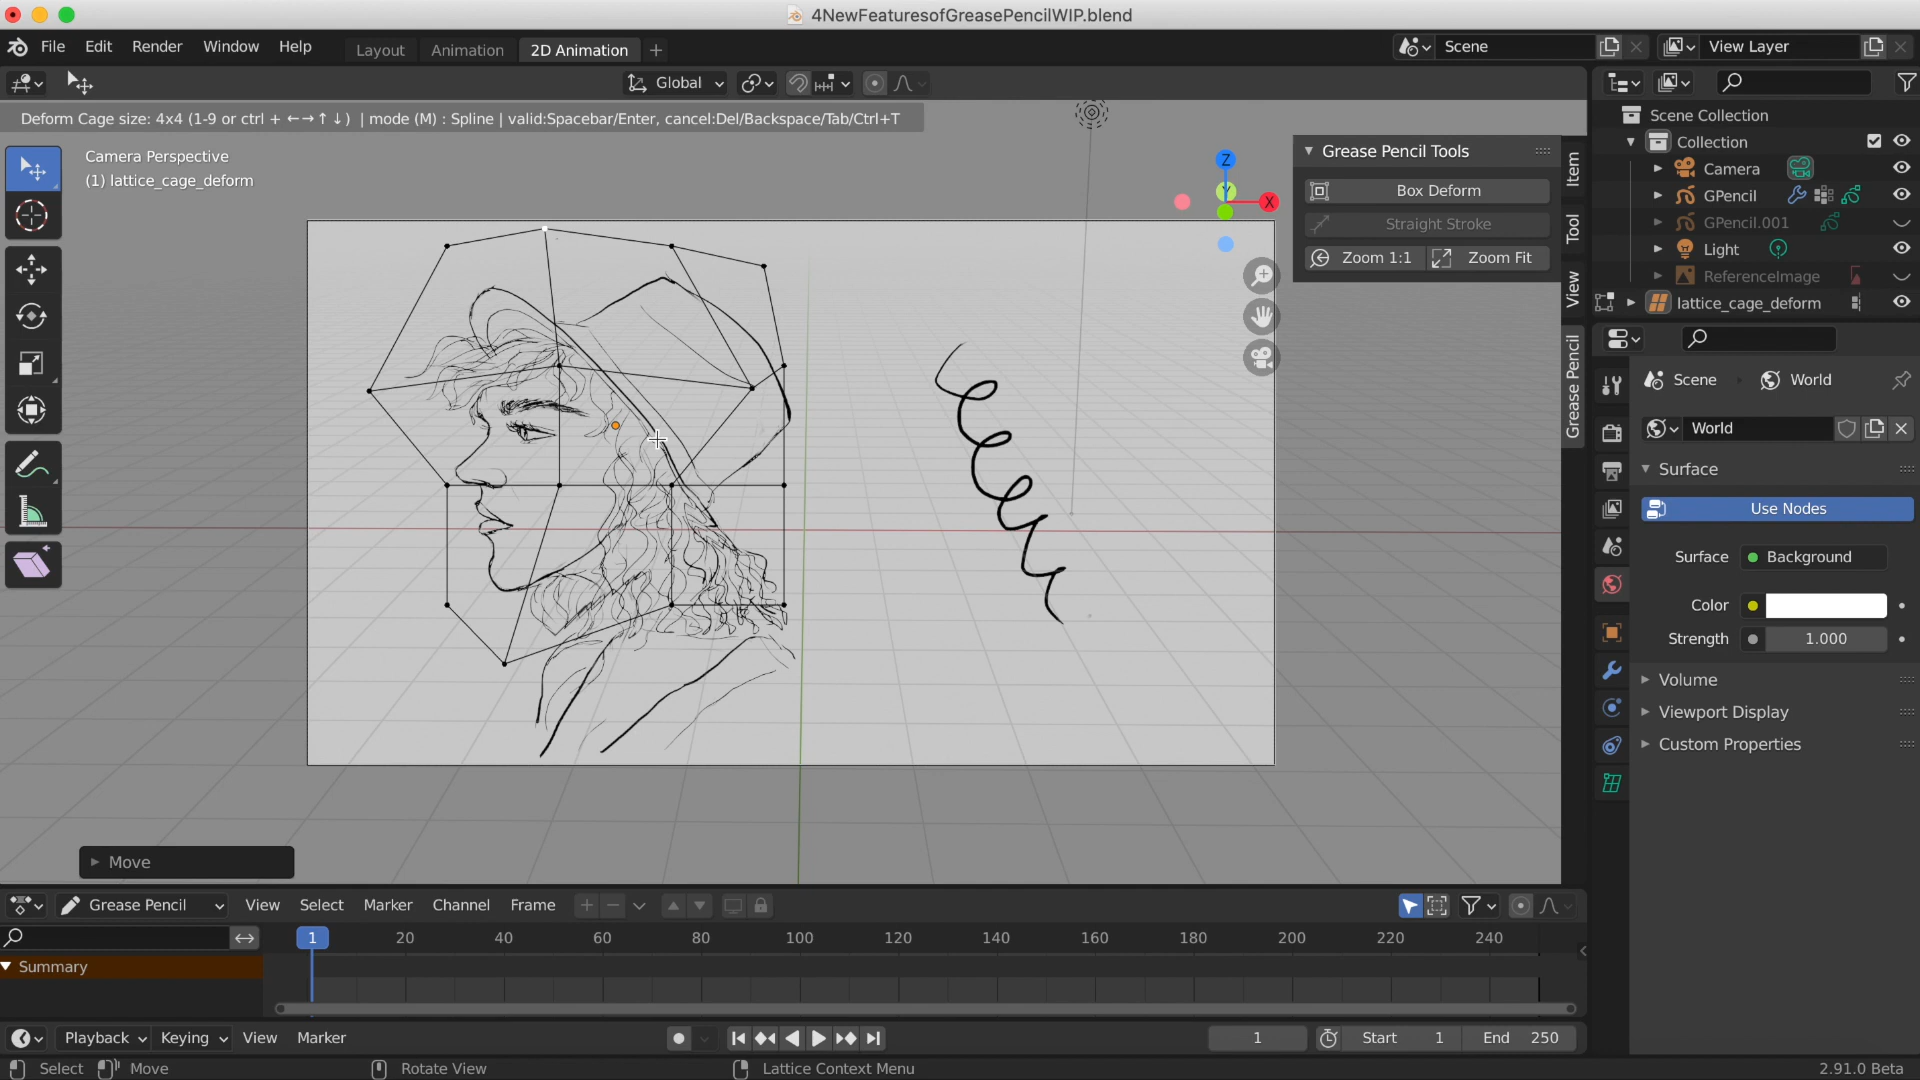 4NewFeaturesofGreasePencilWIP.blend
File Edit Render Window Help Layout Animation 2D Animation + Scene View Layer
Global
Deform Cage size: 4x4 (1-9 or ctrl + ←→↑↓) | mode (M) : Spline | valid:Spacebar/Enter, cancel:Del/Backspace/Tab/Ctrl+T
Camera Perspective
(1) lattice_cage_deform
Z
Y
X
Grease Pencil Tools
Box Deform
Straight Stroke
Zoom 1:1 Zoom Fit
Item
Tool
View
Grease Pencil
Scene Collection
Collection
Camera
GPencil
GPencil.001
Light
ReferenceImage
lattice_cage_deform
Scene World
World
Surface
Use Nodes
Surface Background
Color
Strength 1.000
Volume
Viewport Display
Custom Properties
Move
Grease Pencil View Select Marker Channel Frame
1 20 40 60 80 100 120 140 160 180 200 220 240
Summary
Playback Keying View Marker 1 Start 1 End 250
Select Move Rotate View Lattice Context Menu 2.91.0 Beta